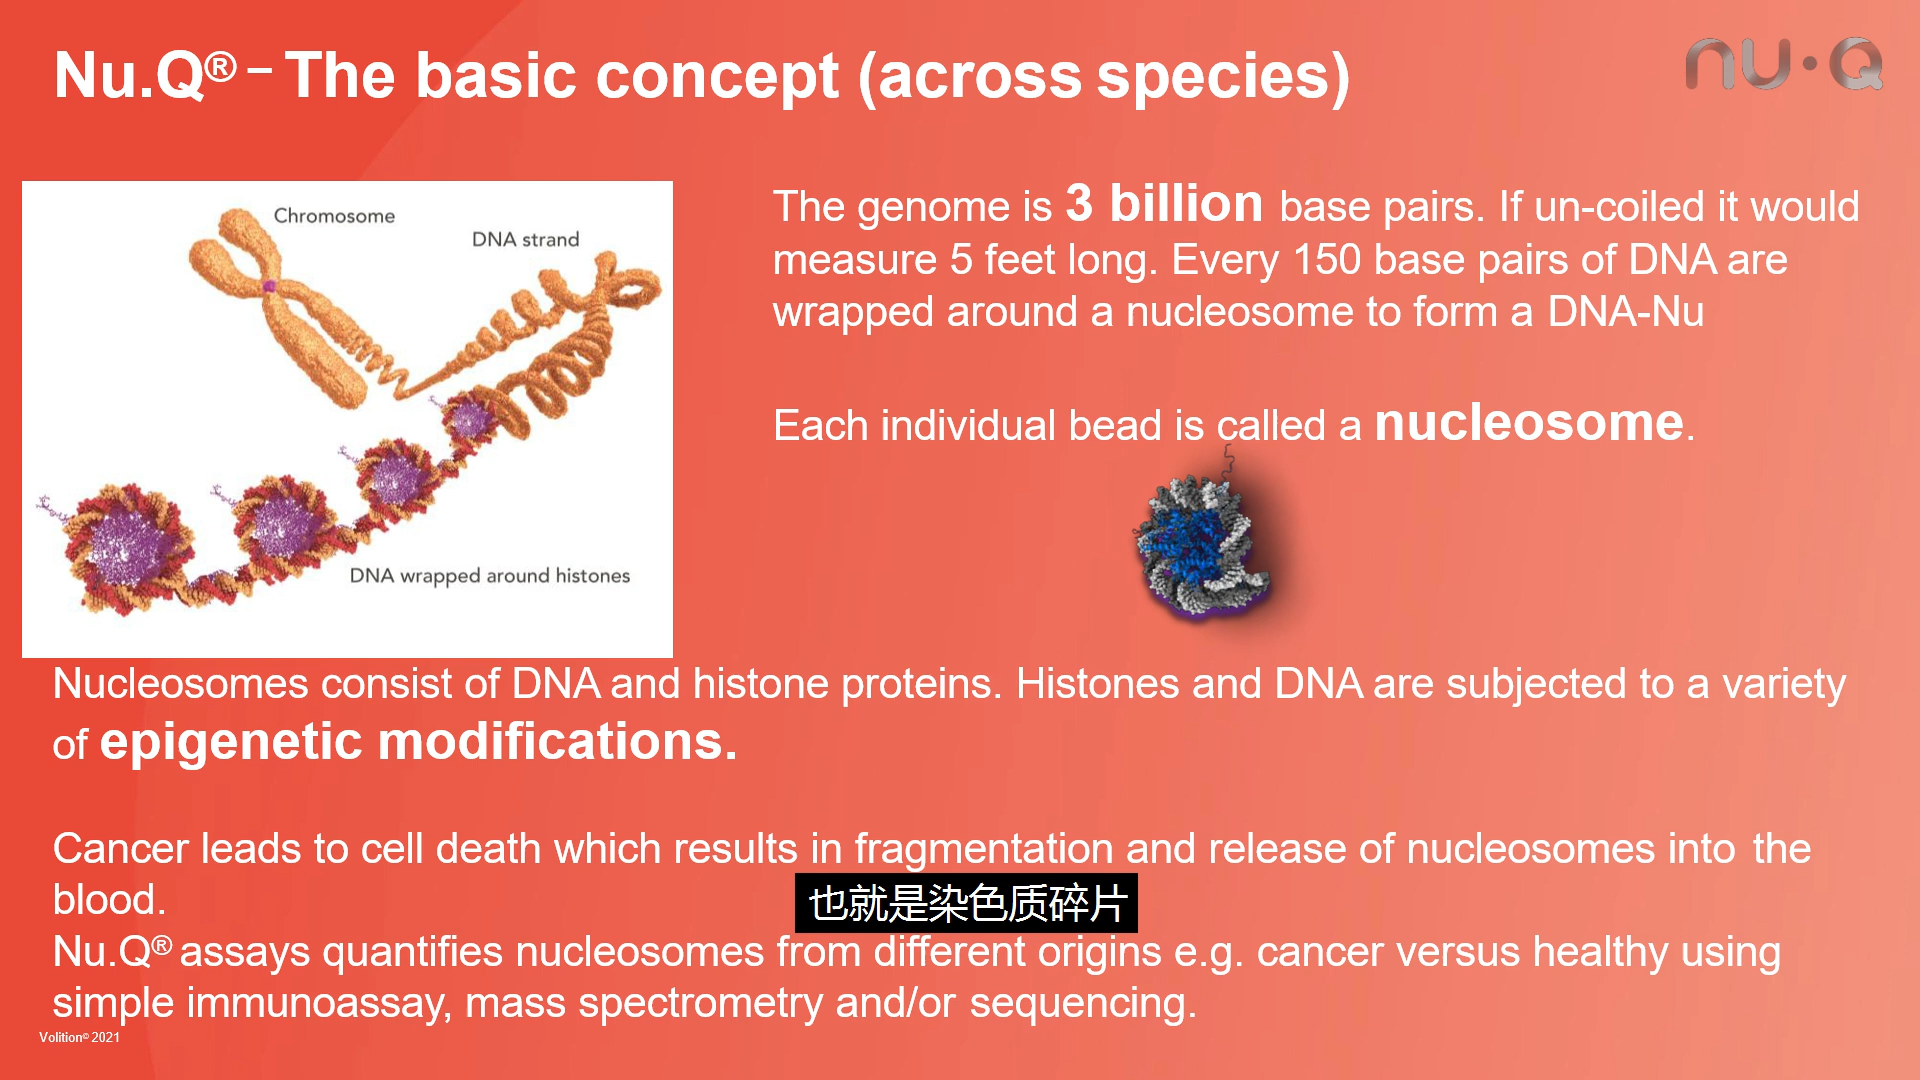 Nu.Q® – The basic concept (across species)
nu·Q
Chromosome
DNA strand
DNA wrapped around histones
The genome is 3 billion base pairs. If un-coiled it would
measure 5 feet long. Every 150 base pairs of DNA are
wrapped around a nucleosome to form a DNA-Nu
Each individual bead is called a nucleosome.
Nucleosomes consist of DNA and histone proteins. Histones and DNA are subjected to a variety
of epigenetic modifications.
Cancer leads to cell death which results in fragmentation and release of nucleosomes into the
blood.
也就是染色质碎片
Nu.Q® assays quantifies nucleosomes from different origins e.g. cancer versus healthy using
simple immunoassay, mass spectrometry and/or sequencing.
Volition© 2021